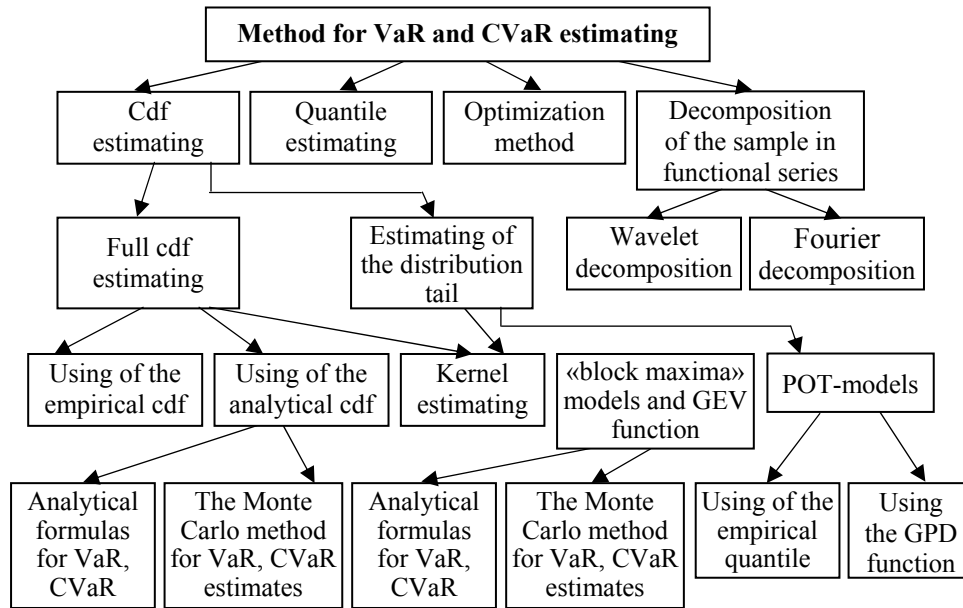 Method for VaR and CVaR estimating
Cdf
estimating
Quantile
estimating
Optimization
method
Decomposition
of the sample in
functional series
Full cdf
estimating
Estimating of
the distribution
tail
Wavelet
decomposition
Fourier
decomposition
Using of the
empirical cdf
Using of the
analytical cdf
Kernel
estimating
«block maxima»
models and GEV
function
POT-models
Analytical
formulas
for VaR,
CVaR
The Monte
Carlo method
for VaR, CVaR
estimates
Analytical
formulas
for VaR,
CVaR
The Monte
Carlo method
for VaR, CVaR
estimates
Using of the
empirical
quantile
Using
the GPD
function